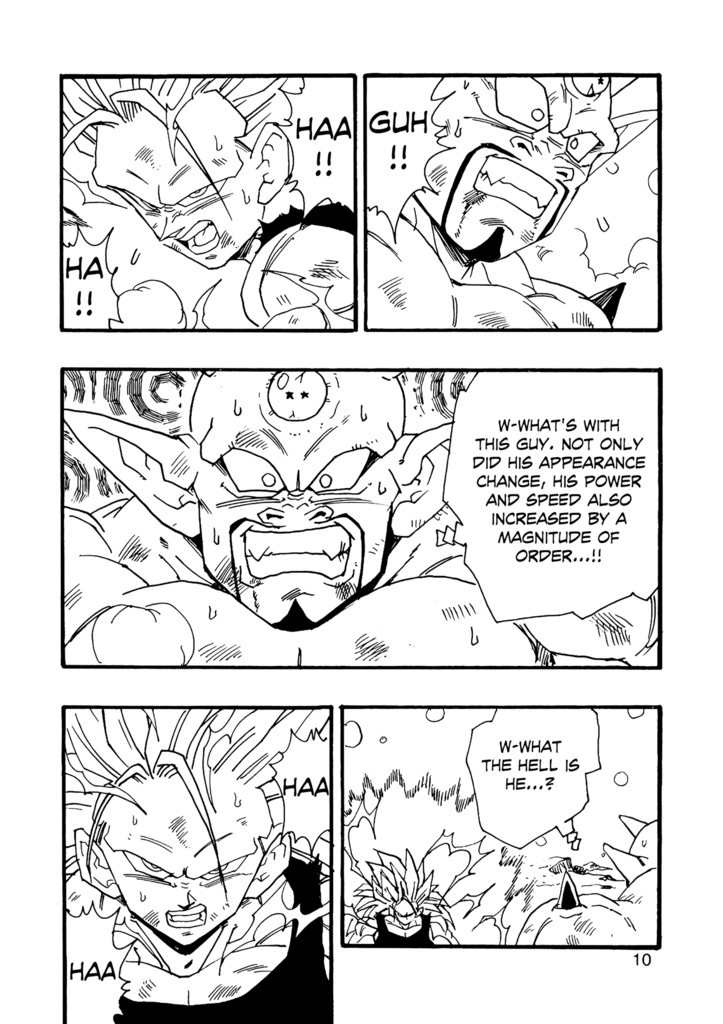 HAA
!!
HA
!!
GUH
!!
W-WHAT'S WITH
THIS GUY. NOT ONLY
DID HIS APPEARANCE
CHANGE, HIS POWER
AND SPEED ALSO
INCREASED BY A
MAGNITUDE OF
ORDER...!!
HAA
HAA
W-WHAT
THE HELL IS
HE...?
10